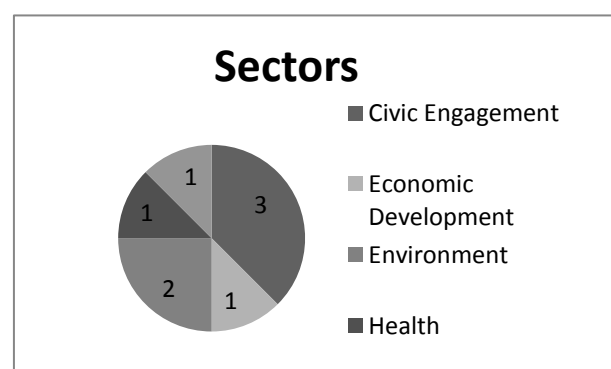 Sectors
Civic Engagement
Economic
Development
Environment
Health
3
1
2
1
1